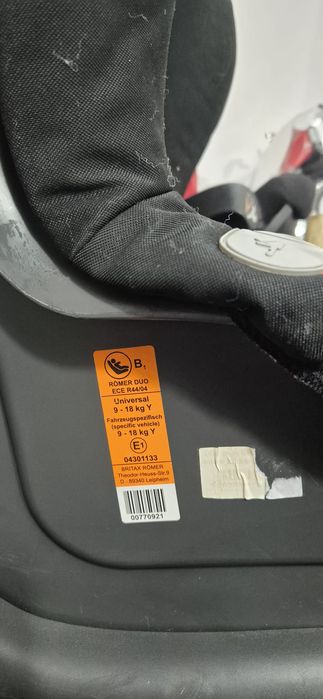 B1
RÖMER DUO
ECE R44/04
Universal
9 - 18 kg Y
Fahrzeugspezifisch
(specific vehicle)
9 - 18 kg Y
E1
04301133
BRITAX RÖMER
Theodor-Heuss-Str.9
D - 89340 Leipheim
00770921